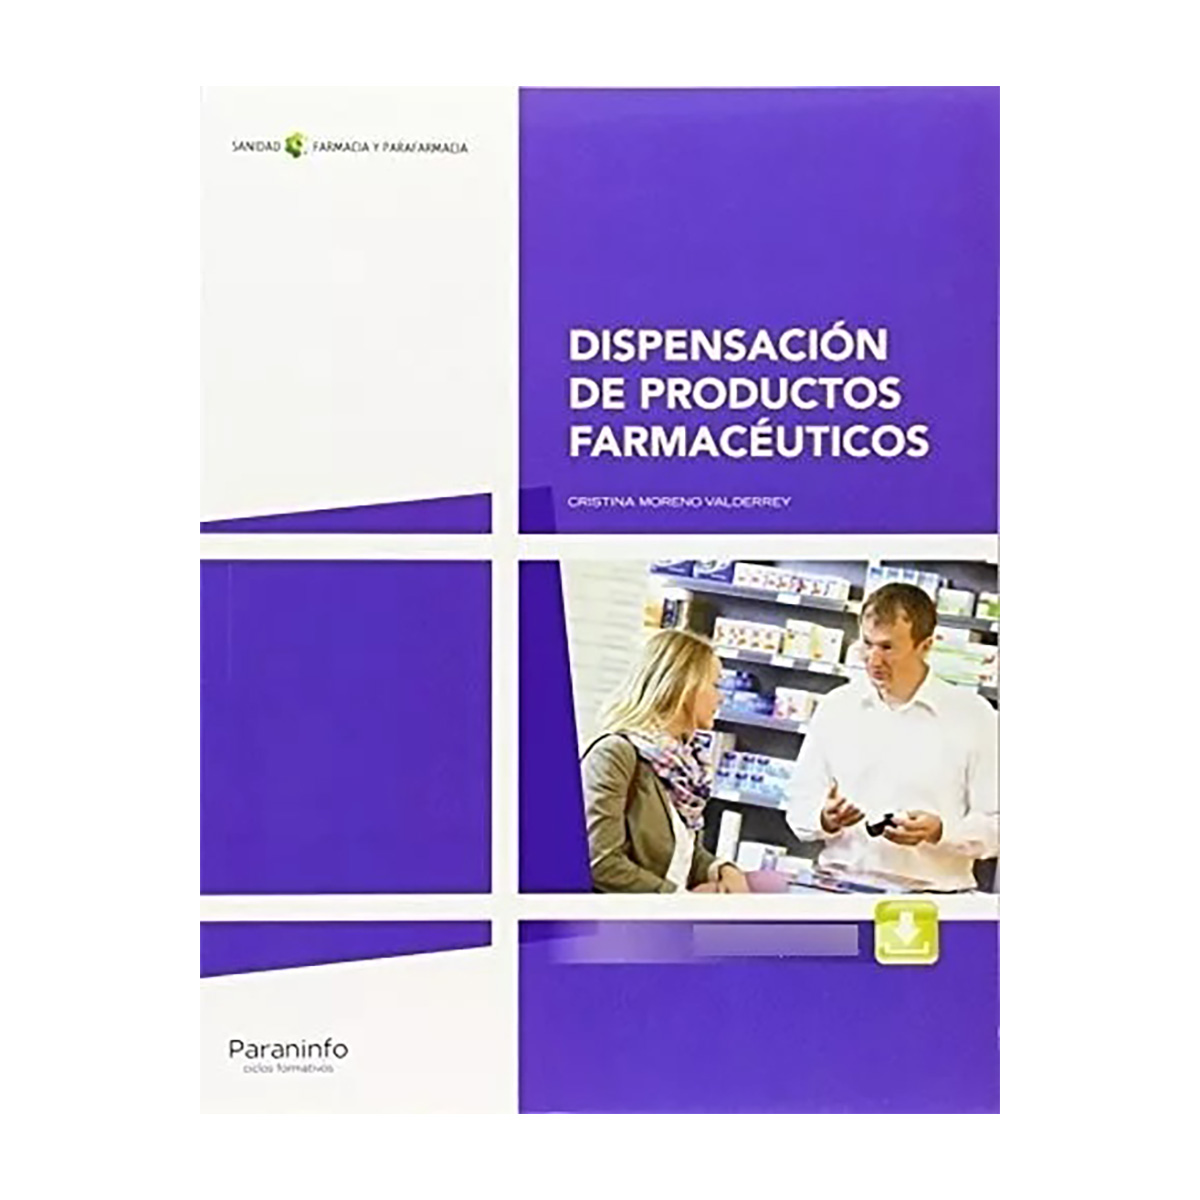 SANIDAD FARMACIA Y PARAFARMACIA
DISPENSACIÓN
DE PRODUCTOS
FARMACÉUTICOS
CRISTINA MORENO VALDERREY
Paraninfo
ciclos formativos